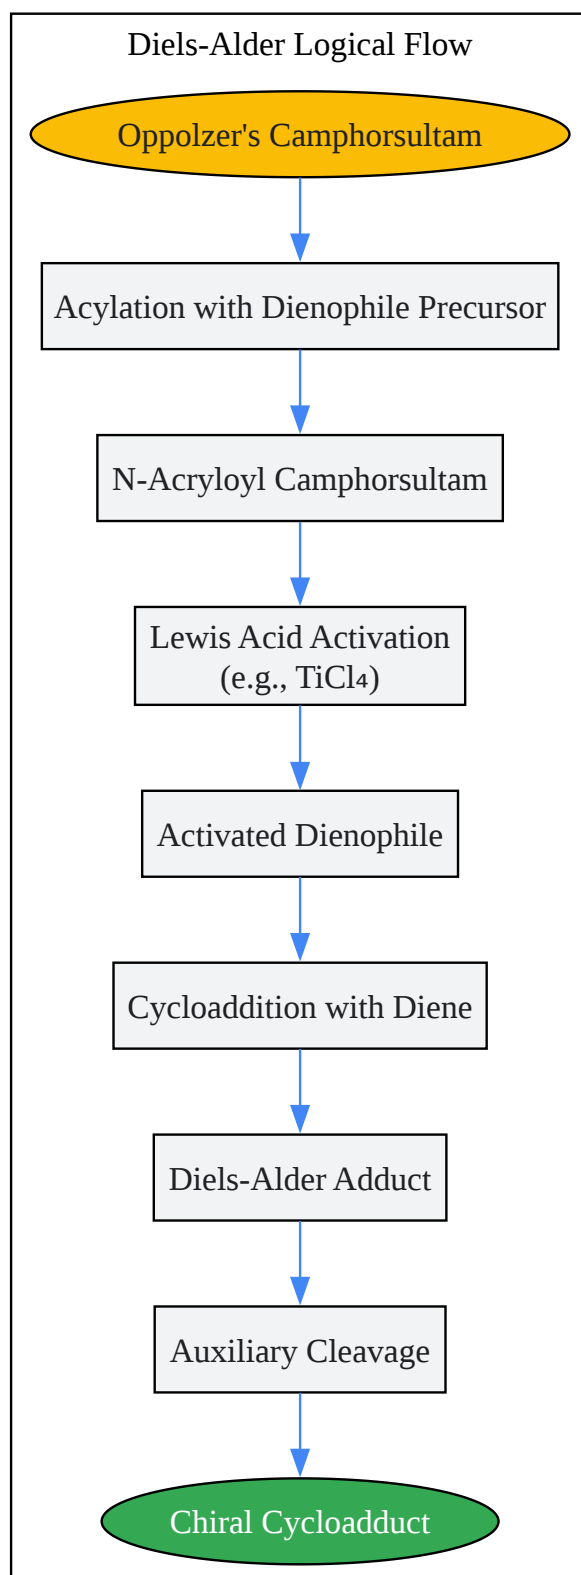 Diels-Alder Logical Flow
Oppolzer's Camphorsultam
Acylation with Dienophile Precursor
N-Acryloyl Camphorsultam
Lewis Acid Activation
(e.g., TiCl₄)
Activated Dienophile
Cycloaddition with Diene
Diels-Alder Adduct
Auxiliary Cleavage
Chiral Cycloadduct